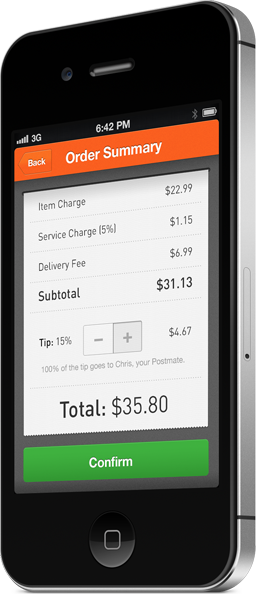 3G 6:42 PM
Back Order Summary
Item Charge $22.99
Service Charge (5%) $1.15
Delivery Fee $6.99
Subtotal $31.13
Tip: 15% − + $4.67
100% of the tip goes to Chris, your Postmate.
Total: $35.80
Confirm